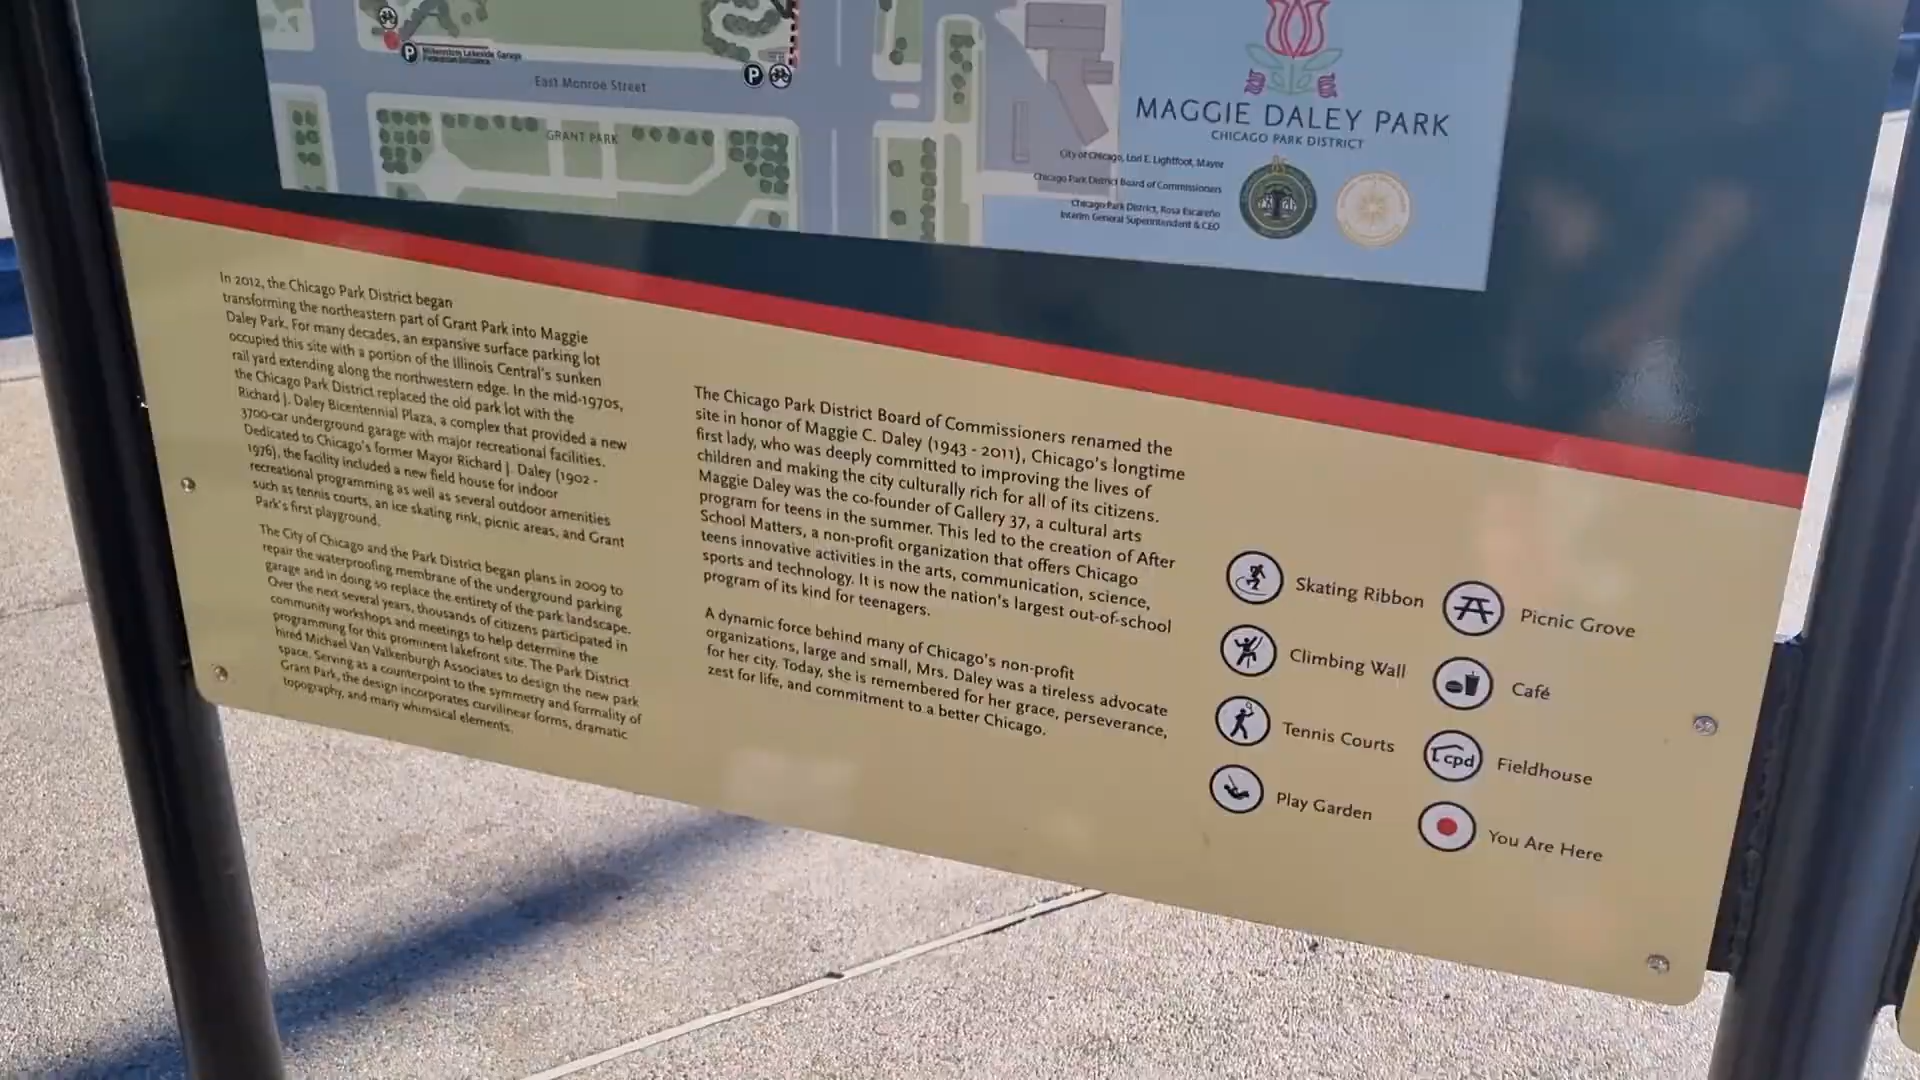 Millennium Lakeside Garage
Pedestrian Entrance
P
East Monroe Street
P
GRANT PARK
MAGGIE DALEY PARK
CHICAGO PARK DISTRICT
City of Chicago, Lori E. Lightfoot, Mayor
Chicago Park District Board of Commissioners
Chicago Park District, Rosa Escareño
Interim General Superintendent & CEO
In 2012, the Chicago Park District began
transforming the northeastern part of Grant Park into Maggie
Daley Park. For many decades, an expansive surface parking lot
occupied this site with a portion of the Illinois Central's sunken
rail yard extending along the northwestern edge. In the mid-1970s,
the Chicago Park District replaced the old park lot with the
Richard J. Daley Bicentennial Plaza, a complex that provided a new
3700-car underground garage with major recreational facilities.
Dedicated to Chicago's former Mayor Richard J. Daley (1902 -
1976), the facility included a new field house for indoor
recreational programming as well as several outdoor amenities
such as tennis courts, an ice skating rink, picnic areas, and Grant
Park's first playground.
The City of Chicago and the Park District began plans in 2009 to
repair the waterproofing membrane of the underground parking
garage and in doing so replace the entirety of the park landscape.
Over the next several years, thousands of citizens participated in
community workshops and meetings to help determine the
programming for this prominent lakefront site. The Park District
hired Michael Van Valkenburgh Associates to design the new park
space. Serving as a counterpoint to the symmetry and formality of
Grant Park, the design incorporates curvilinear forms, dramatic
topography, and many whimsical elements.
The Chicago Park District Board of Commissioners renamed the
site in honor of Maggie C. Daley (1943 - 2011), Chicago's longtime
first lady, who was deeply committed to improving the lives of
children and making the city culturally rich for all of its citizens.
Maggie Daley was the co-founder of Gallery 37, a cultural arts
program for teens in the summer. This led to the creation of After
School Matters, a non-profit organization that offers Chicago
teens innovative activities in the arts, communication, science,
sports and technology. It is now the nation's largest out-of-school
program of its kind for teenagers.
A dynamic force behind many of Chicago's non-profit
organizations, large and small, Mrs. Daley was a tireless advocate
for her city. Today, she is remembered for her grace, perseverance,
zest for life, and commitment to a better Chicago.
Skating Ribbon
Climbing Wall
Tennis Courts
Play Garden
Picnic Grove
Café
cpd Fieldhouse
You Are Here